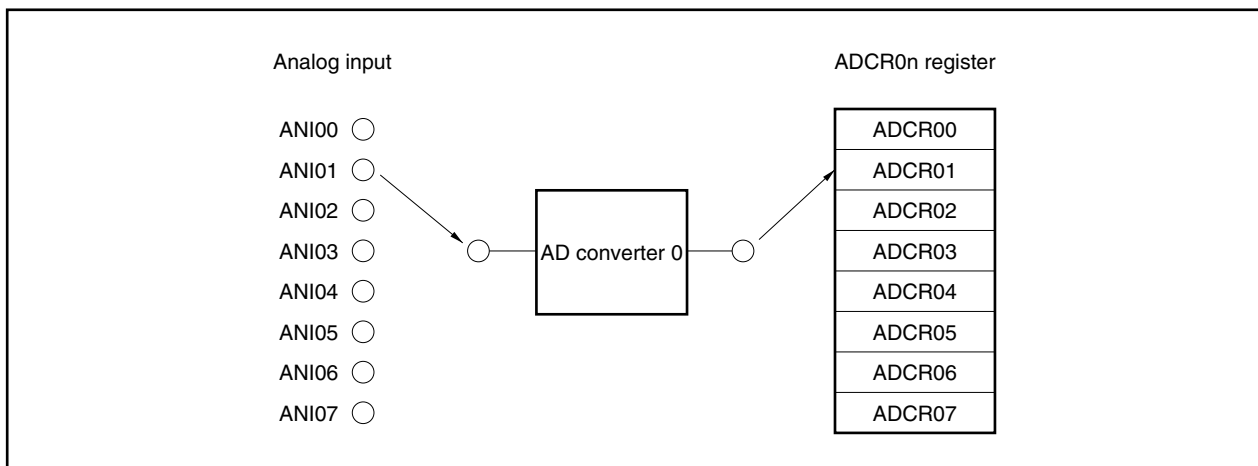 Analog input
ADCR0n register
ANI00
ANI01
ANI02
ANI03
ANI04
ANI05
ANI06
ANI07
AD converter 0
ADCR00
ADCR01
ADCR02
ADCR03
ADCR04
ADCR05
ADCR06
ADCR07